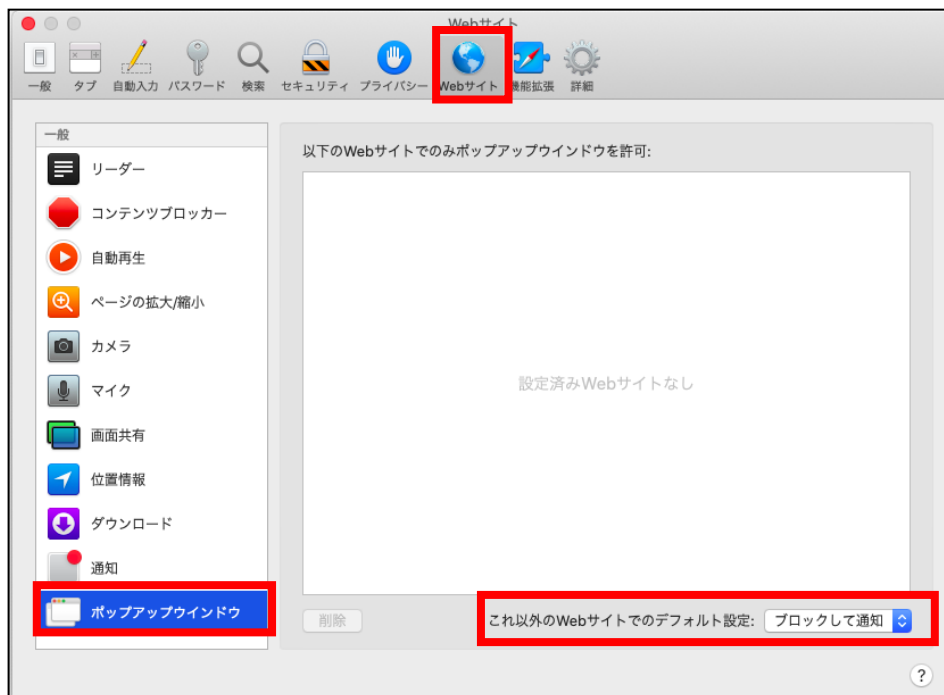 Webサイト
一般 タブ 自動入力 パスワード 検索 セキュリティ プライバシー Webサイト 機能拡張 詳細
一般
以下のWebサイトでのみポップアップウインドウを許可:
リーダー
コンテンツブロッカー
自動再生
ページの拡大/縮小
カメラ
設定済みWebサイトなし
マイク
画面共有
位置情報
ダウンロード
通知
ポップアップウインドウ
削除
これ以外のWebサイトでのデフォルト設定: ブロックして通知
?